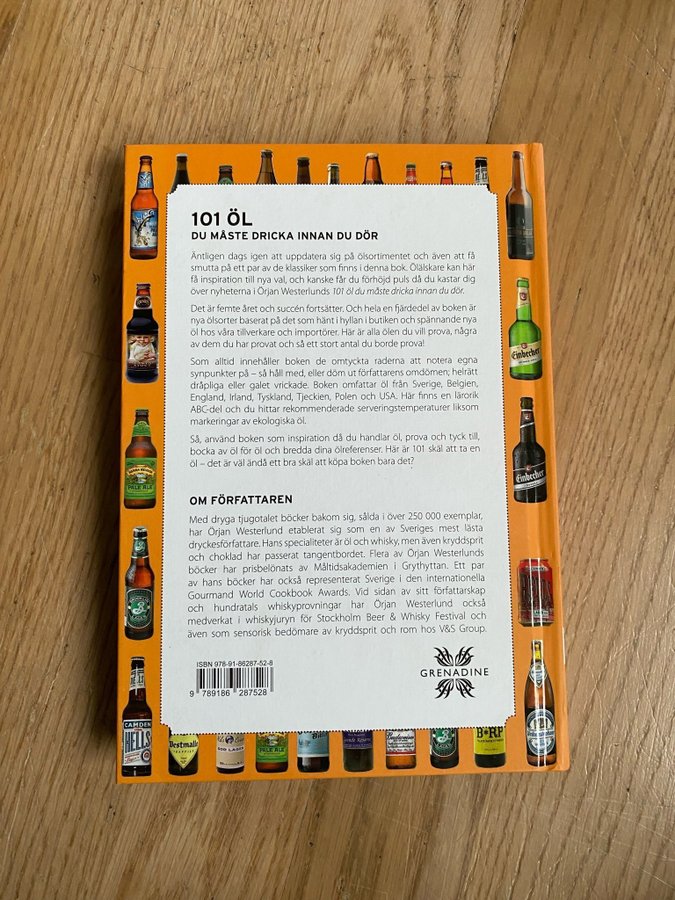 101 ÖL
DU MÅSTE DRICKA INNAN DU DÖR
Äntligen dags igen att uppdatera sig på ölsortimentet och även att få
smutta på ett par av de klassiker som finns i denna bok. Ölälskare kan här
få inspiration till nya val, och kanske får du förhöjd puls då du kastar dig
över nyheterna i Örjan Westerlunds 101 öl du måste dricka innan du dör.
Det är femte året och succén fortsätter. Och hela en fjärdedel av boken är
nya ölsorter baserat på det som hänt i hyllan i butiken och spännande nya
öl hos våra tillverkare och importörer. Här är alla ölen du vill prova, några
av dem du har provat och så ett stort antal du borde prova!
Som alltid innehåller boken de omtyckta raderna att notera egna
synpunkter på – så håll med, eller döm ut författarens omdömen; helrätt
dråpliga eller galet vrickade. Boken omfattar öl från Sverige, Belgien,
England, Irland, Tyskland, Tjeckien, Polen och USA. Här finns en lärorik
ABC-del och du hittar rekommenderade serveringstemperaturer liksom
markeringar av ekologiska öl.
Så, använd boken som inspiration du handlar öl, prova och tyck till,
bocka av öl för öl och bredda dina ölreferenser. Här är 101 skäl att ta en
öl – det är väl ändå ett bra skäl att köpa boken bara det?
OM FÖRFATTAREN
Med dryga tjugotalet böcker bakom sig, sålda i över 250 000 exemplar,
har Örjan Westerlund etablerat sig som en av Sveriges mest lästa
dryckesförfattare. Hans specialiteter är öl och whisky, men även kryddsprit
och choklad har passerat tangentbordet. Flera av Örjan Westerlunds
böcker har prisbelönats av Måltidsakademien i Grythyttan. Ett par
av hans böcker har också representerat Sverige i den internationella
Gourmand World Cookbook Awards. Vid sidan av sitt författarskap
och hundratals whiskyprovningar har Örjan Westerlund också
medverkat i whiskyjuryn för Stockholm Beer & Whisky Festival och
även som sensorisk bedömare av kryddsprit och rom hos V&S Group.
ISBN 978-91-86287-52-8
9 789186 287528
GRENADINE
Einbecher
PALE ALE
Einbecher
CAMDEN
HELLS
Westmalle
PALE ALE